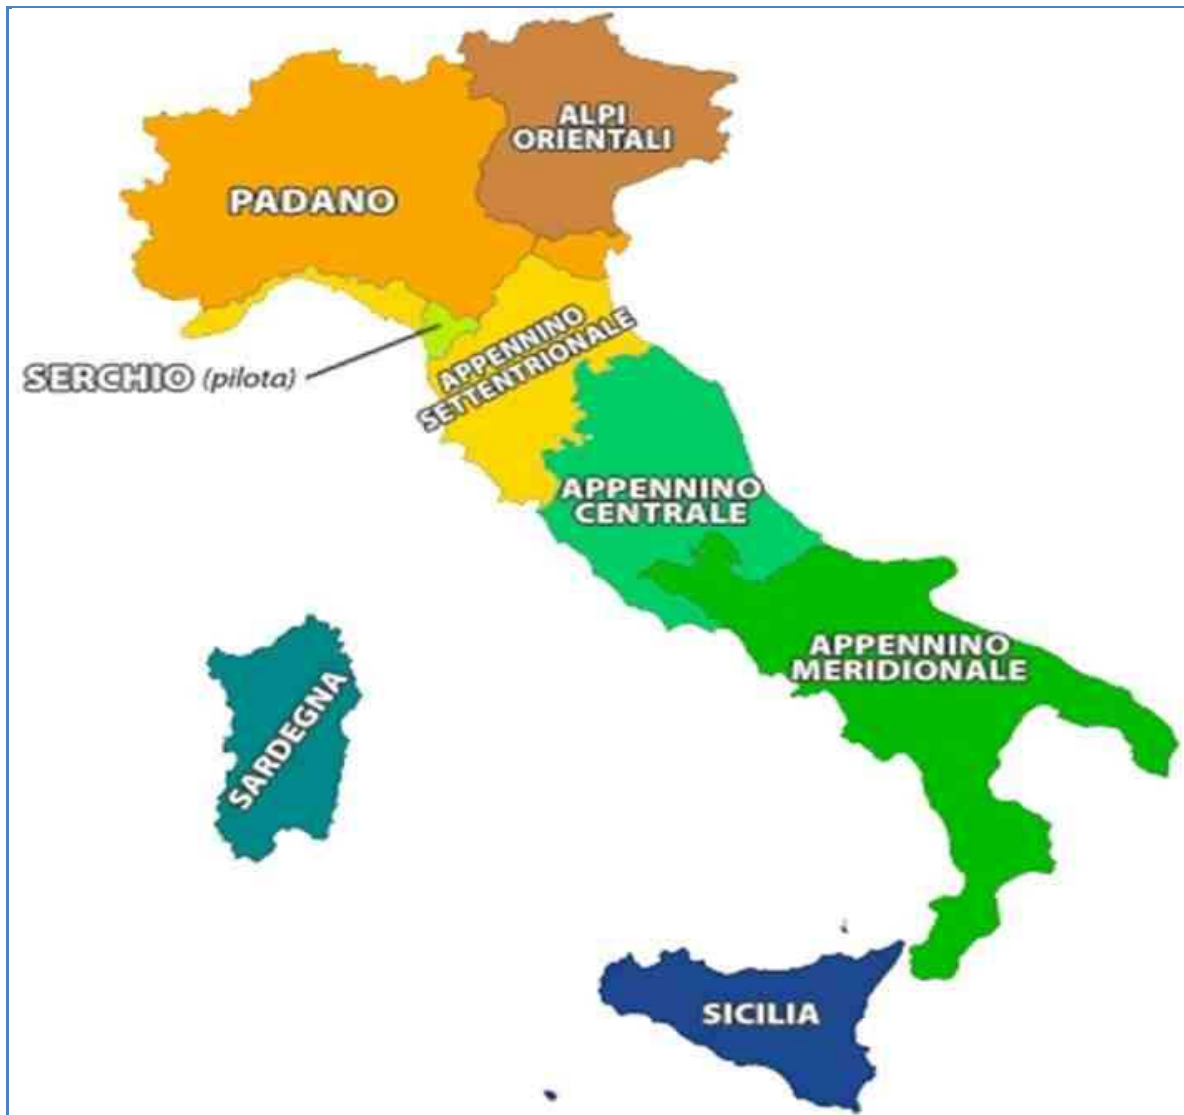 ALPI
ORIENTALI
PADANO
SERCHIO (pilota)
APPENNINO
SETTENTRIONALE
APPENNINO
CENTRALE
APPENNINO
MERIDIONALE
SARDEGNA
SICILIA